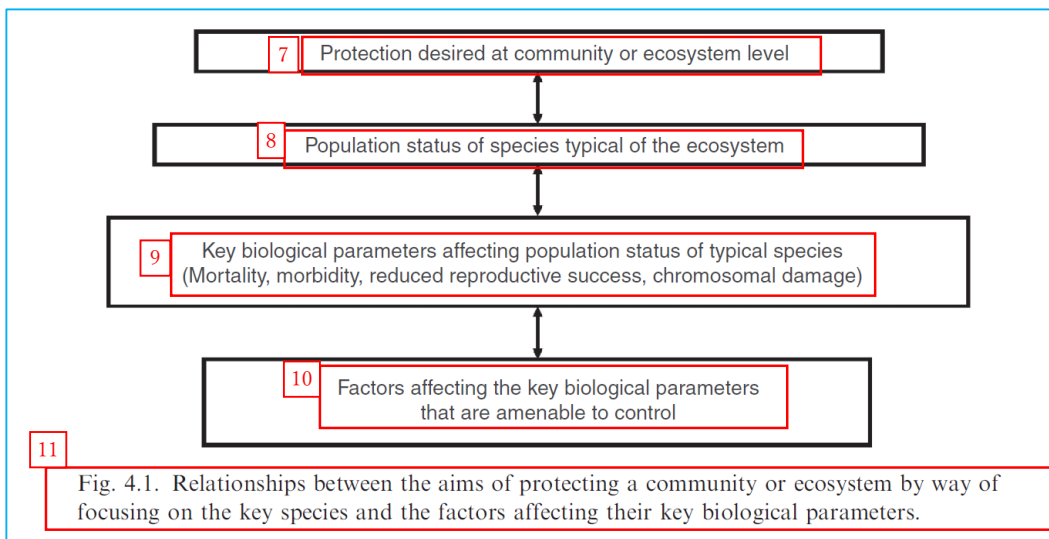 7
Protection desired at community or ecosystem level
8
Population status of species typical of the ecosystem
9
Key biological parameters affecting population status of typical species
(Mortality, morbidity, reduced reproductive success, chromosomal damage)
10
Factors affecting the key biological parameters
that are amenable to control
11
Fig. 4.1. Relationships between the aims of protecting a community or ecosystem by way of
focusing on the key species and the factors affecting their key biological parameters.